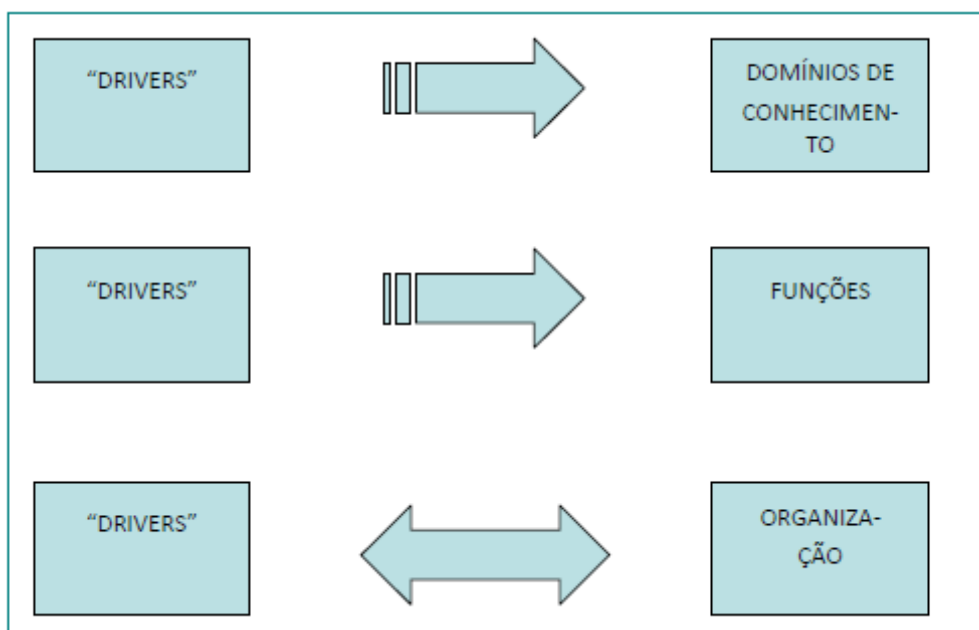 “DRIVERS”
DOMÍNIOS DE
CONHECIMEN-
TO
“DRIVERS”
FUNÇÕES
“DRIVERS”
ORGANIZA-
ÇÃO